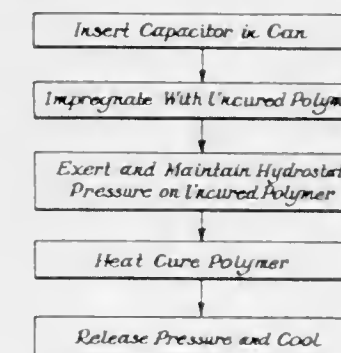 Insert Capacitor in Can
Impregnate With Uncured Polym
Exert and Maintain Hydrostat
Pressure on Uncured Polymer
Heat Cure Polymer
Release Pressure and Cool